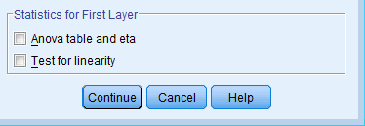 Statistics for First Layer
Anova table and eta
Test for linearity
Continue Cancel Help